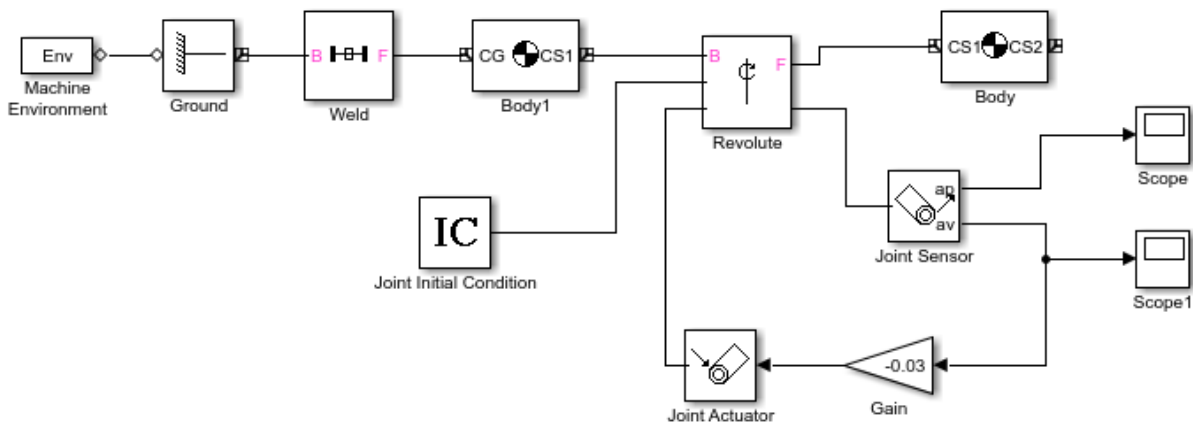 Env
Machine
Environment
Ground
B
F
Weld
CG
CS1
Body1
B
F
Revolute
CS1
CS2
Body
Scope
ap
av
Joint Sensor
Scope1
IC
Joint Initial Condition
Joint Actuator
-0.03
Gain